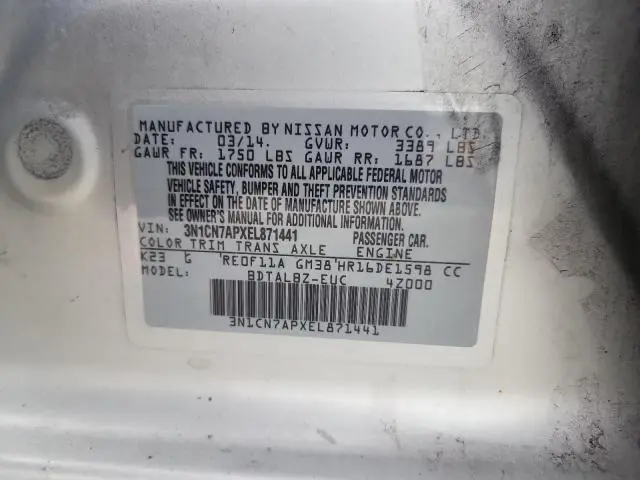 MANUFACTURED BY NISSAN MOTOR CO., LTD.
DATE: 03/14. GVWR: 3389 LBS
GAWR FR: 1750 LBS GAWR RR: 1687 LBS
THIS VEHICLE CONFORMS TO ALL APPLICABLE FEDERAL MOTOR
VEHICLE SAFETY, BUMPER AND THEFT PREVENTION STANDARDS
IN EFFECT ON THE DATE OF MANUFACTURE SHOWN ABOVE.
SEE OWNER'S MANUAL FOR ADDITIONAL INFORMATION.
VIN: 3N1CN7APXEL871441 PASSENGER CAR.
COLOR TRIM TRANS AXLE ENGINE
K23 G RE0F11A GM38 HR16DE1598 CC
MODEL: BDTALBZ-EUC 4Z000
3N1CN7APXEL871441